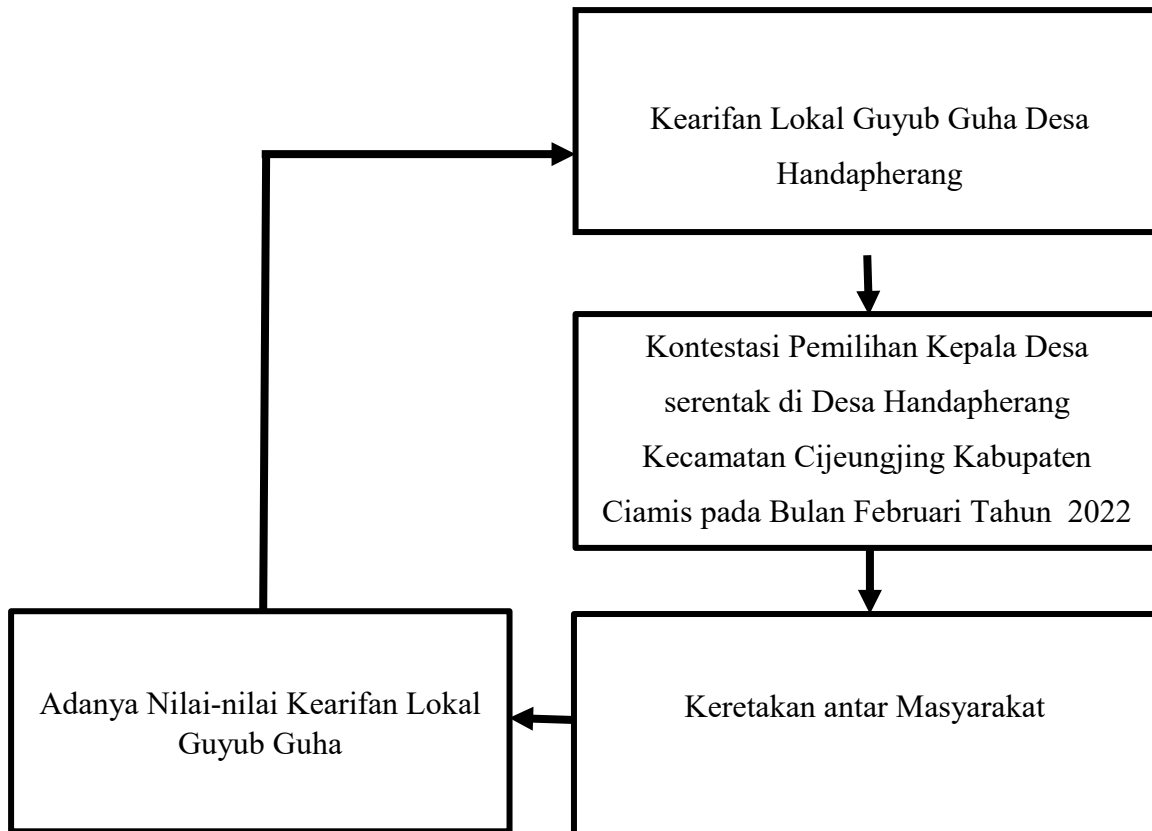 Kearifan Lokal Guyub Guha Desa
Handapherang
Kontestasi Pemilihan Kepala Desa
serentak di Desa Handapherang
Kecamatan Cijeungjing Kabupaten
Ciamis pada Bulan Februari Tahun  2022
Keretakan antar Masyarakat
Adanya Nilai-nilai Kearifan Lokal
Guyub Guha